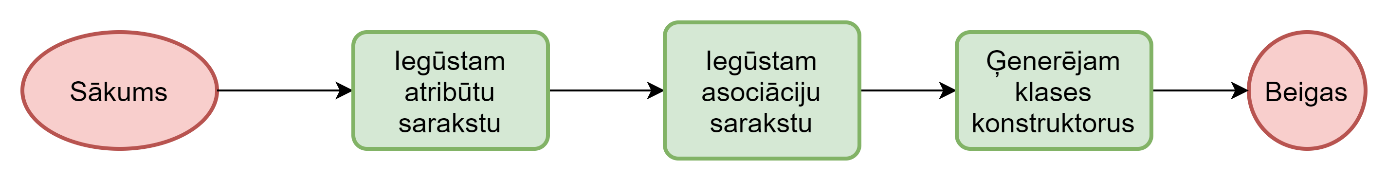 Sākums
Iegūstam
atribūtu
sarakstu
Iegūstam
asociāciju
sarakstu
Ģenerējam
klases
konstruktorus
Beigas